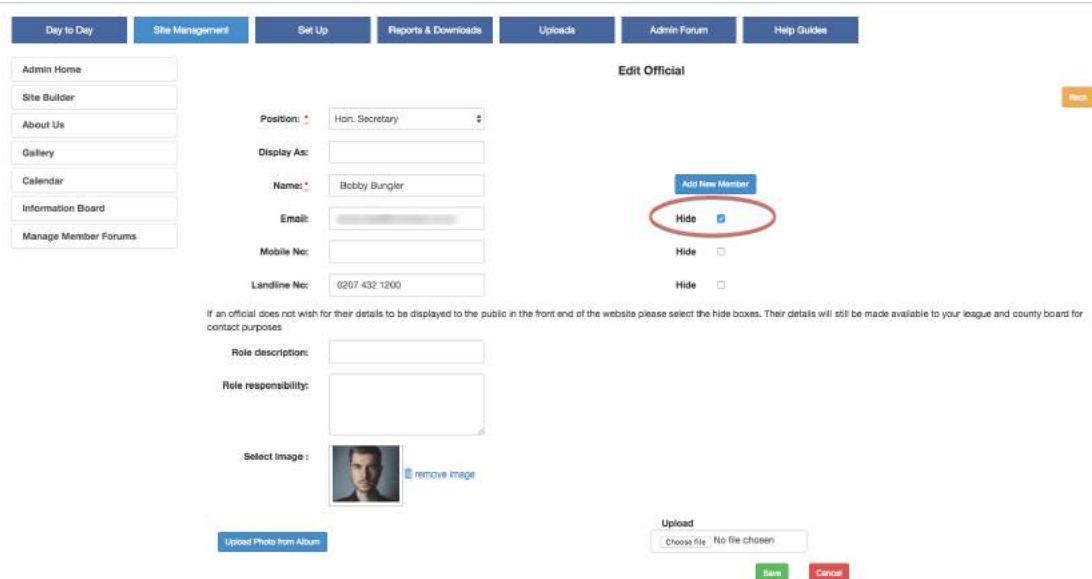 Day to Day Site Management Set Up Reports & Downloads Uploads Admin Forum Help Guides
Admin Home
Site Builder
About Us
Gallery
Calendar
Information Board
Manage Member Forums
Edit Official
Back
Position: * Hon. Secretary
Display As:
Name: * Bobby Bungler Add New Member
Email: Hide
Mobile No: Hide
Landline No: 0207 432 1200 Hide
If an official does not wish for their details to be displayed to the public in the front end of the website please select the hide boxes. Their details will still be made available to your league and county board for
contact purposes
Role description:
Role responsibility:
Select Image :
remove image
Upload Photo from Album
Upload
Choose file No file chosen
Save Cancel